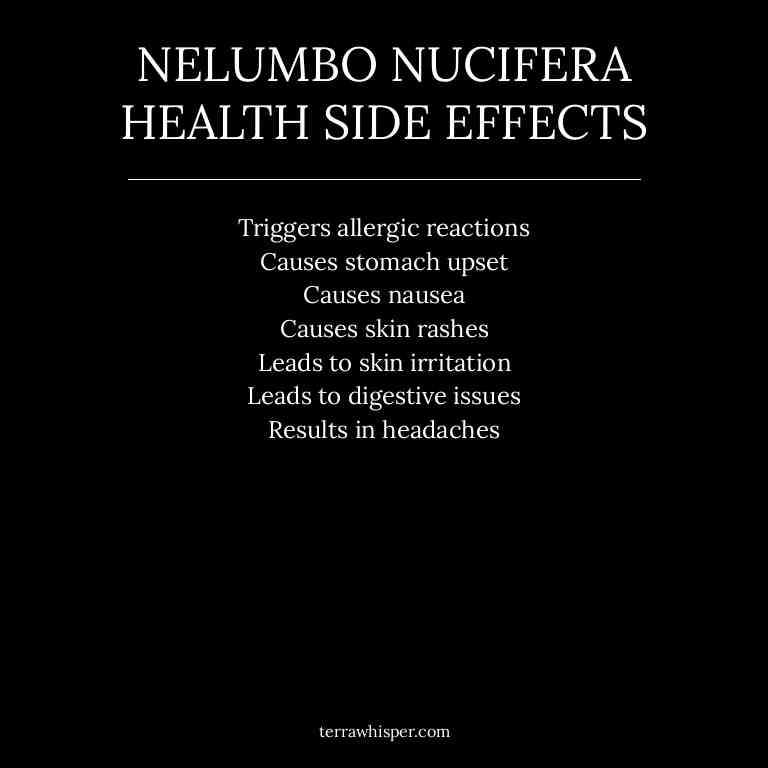 NELUMBO NUCIFERA
HEALTH SIDE EFFECTS
Triggers allergic reactions
Causes stomach upset
Causes nausea
Causes skin rashes
Leads to skin irritation
Leads to digestive issues
Results in headaches
terrawhisper.com